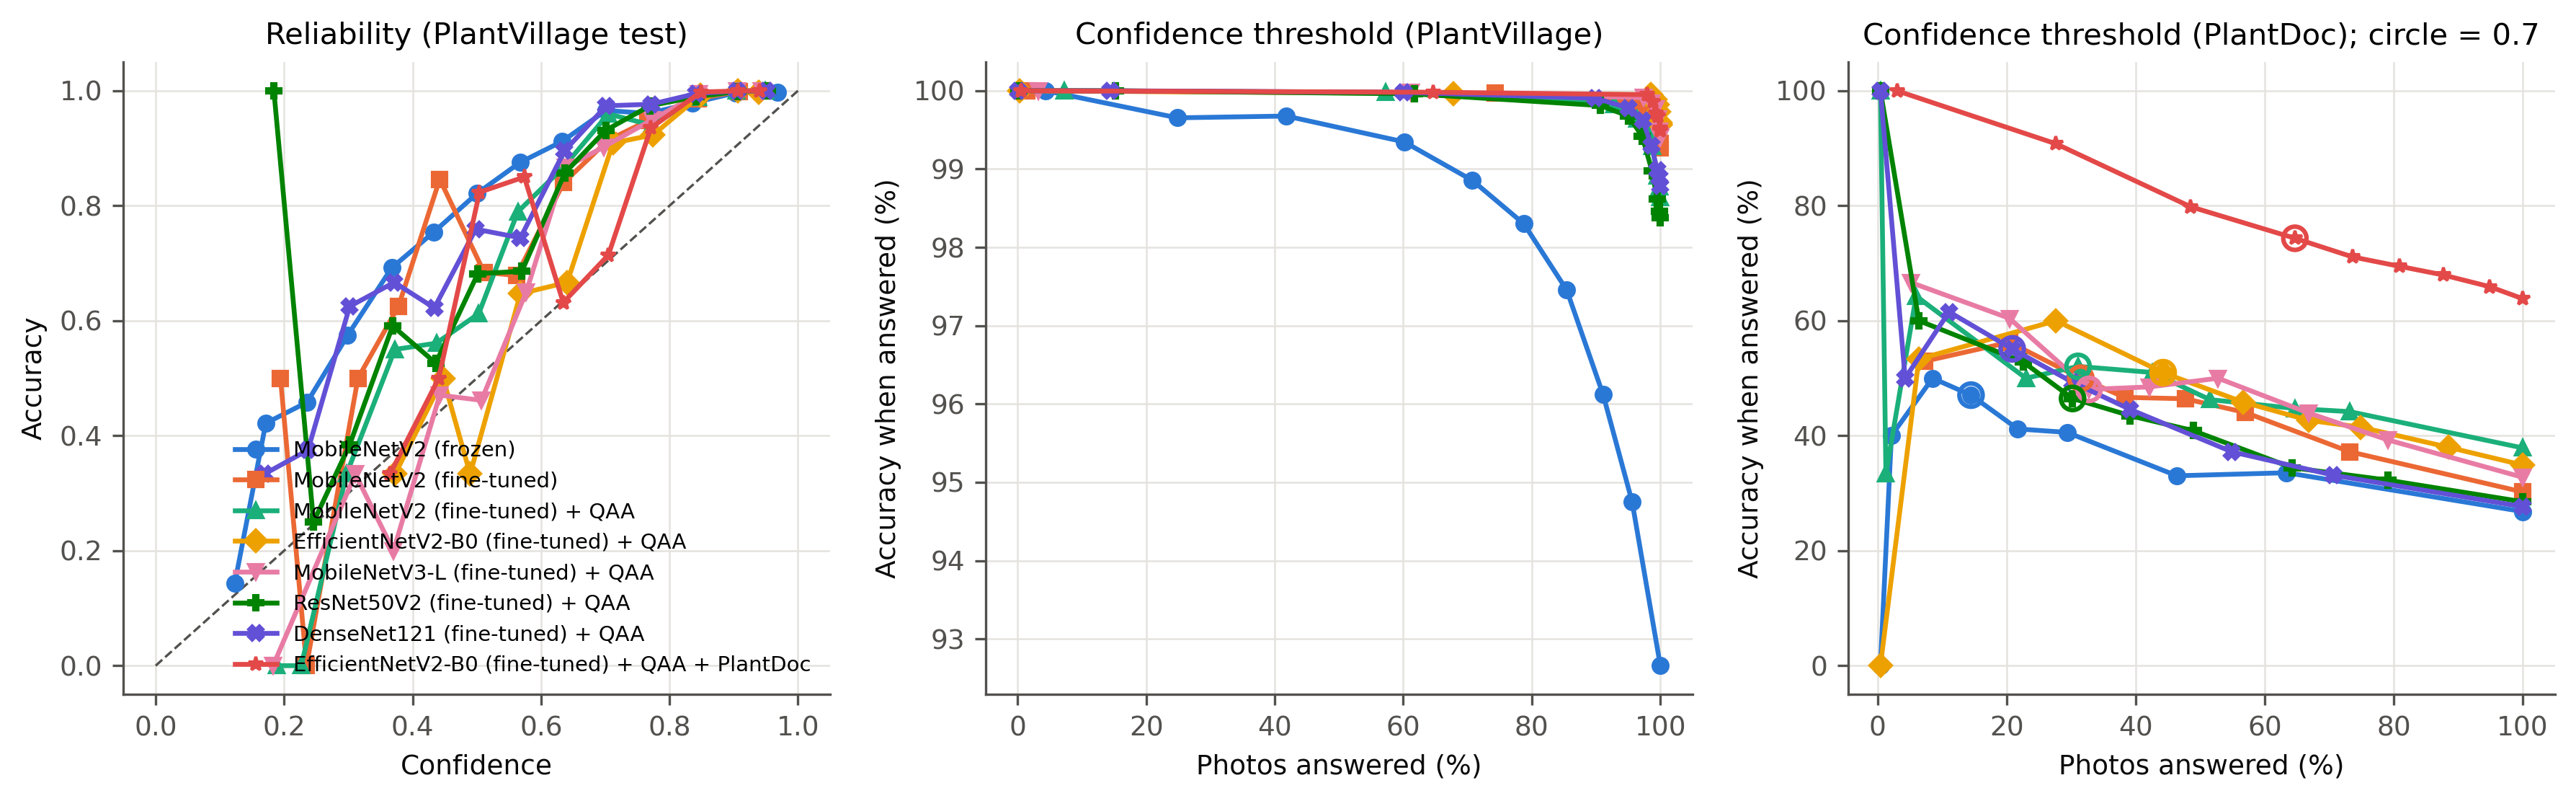 Reliability (PlantVillage test)
Accuracy
1.0
0.8
0.6
0.4
0.2
0.0
MobileNetV2 (frozen)
MobileNetV2 (fine-tuned)
MobileNetV2 (fine-tuned) + QAA
EfficientNetV2-B0 (fine-tuned) + QAA
MobileNetV3-L (fine-tuned) + QAA
ResNet50V2 (fine-tuned) + QAA
DenseNet121 (fine-tuned) + QAA
EfficientNetV2-B0 (fine-tuned) + QAA + PlantDoc
0.0 0.2 0.4 0.6 0.8 1.0
Confidence
Confidence threshold (PlantVillage)
Accuracy when answered (%)
100
99
98
97
96
95
94
93
0 20 40 60 80 100
Photos answered (%)
Confidence threshold (PlantDoc); circle = 0.7
Accuracy when answered (%)
100
80
60
40
20
0
0 20 40 60 80 100
Photos answered (%)